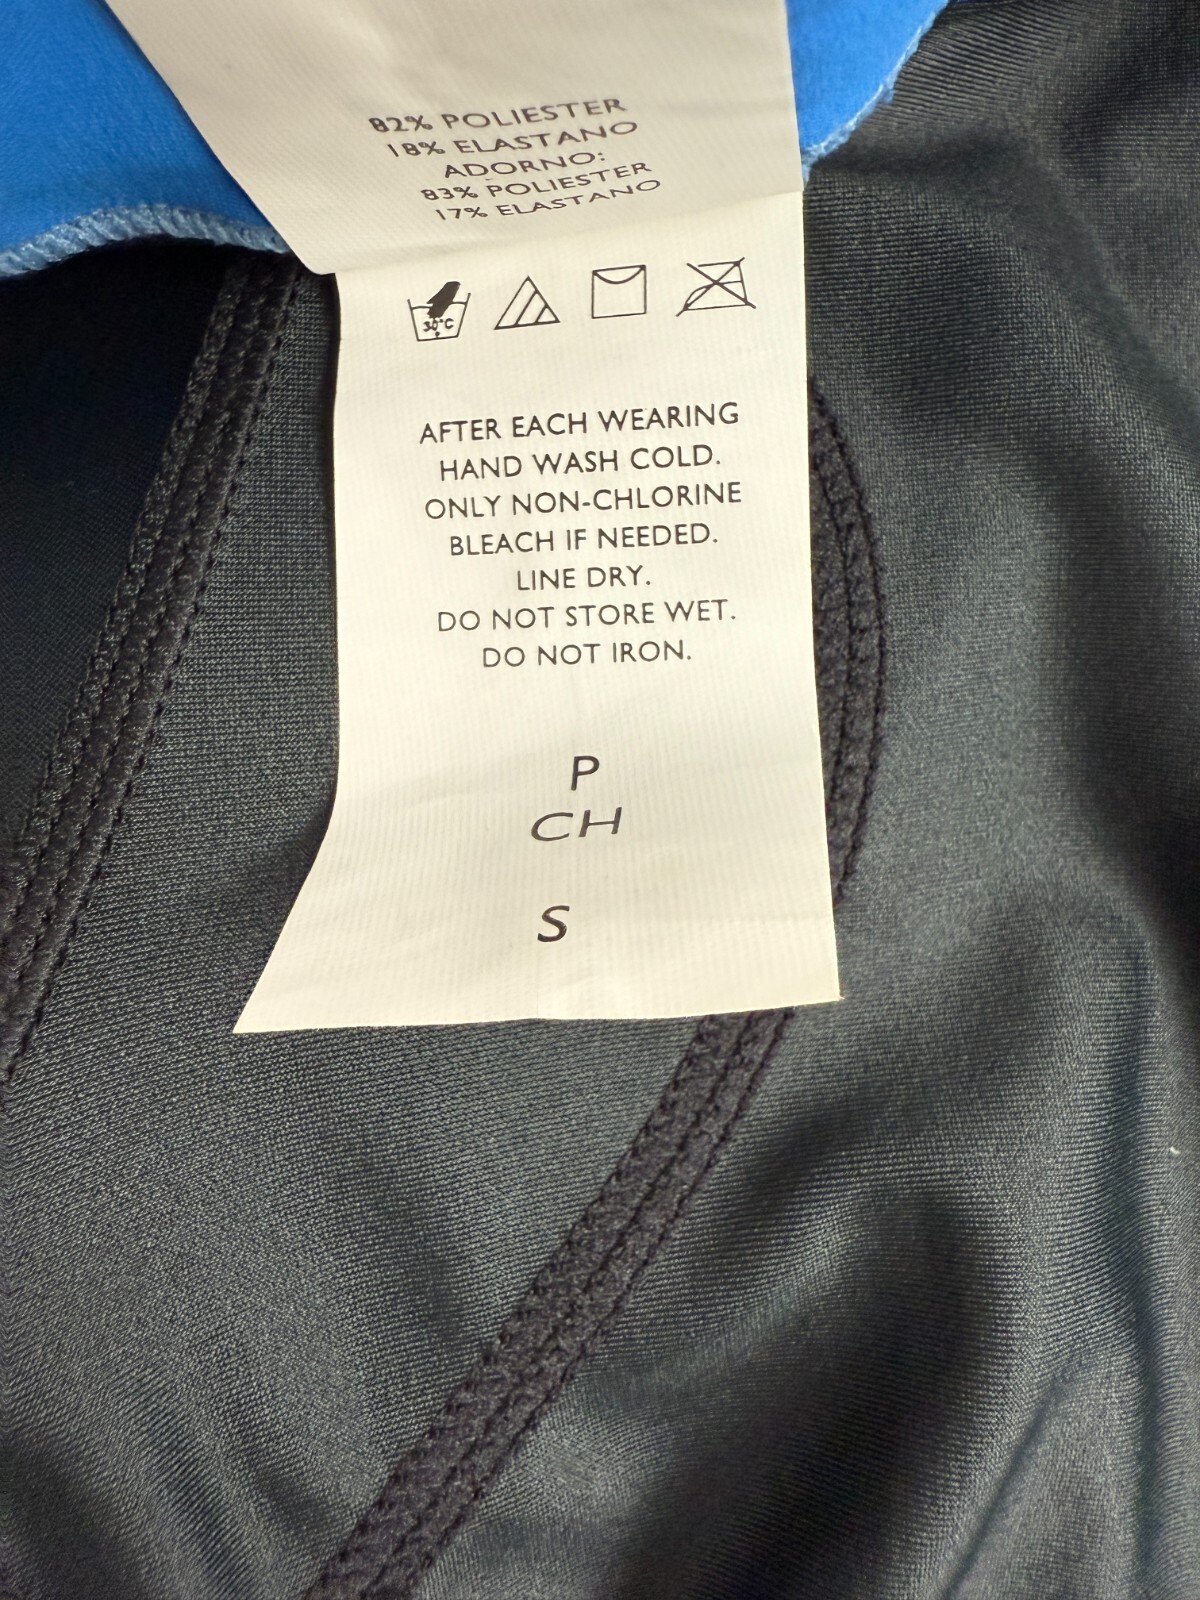 82% POLIESTER
18% ELASTANO
ADORNO:
83% POLIESTER
17% ELASTANO
30°C
AFTER EACH WEARING
HAND WASH COLD.
ONLY NON-CHLORINE
BLEACH IF NEEDED.
LINE DRY.
DO NOT STORE WET.
DO NOT IRON.
P
CH
S